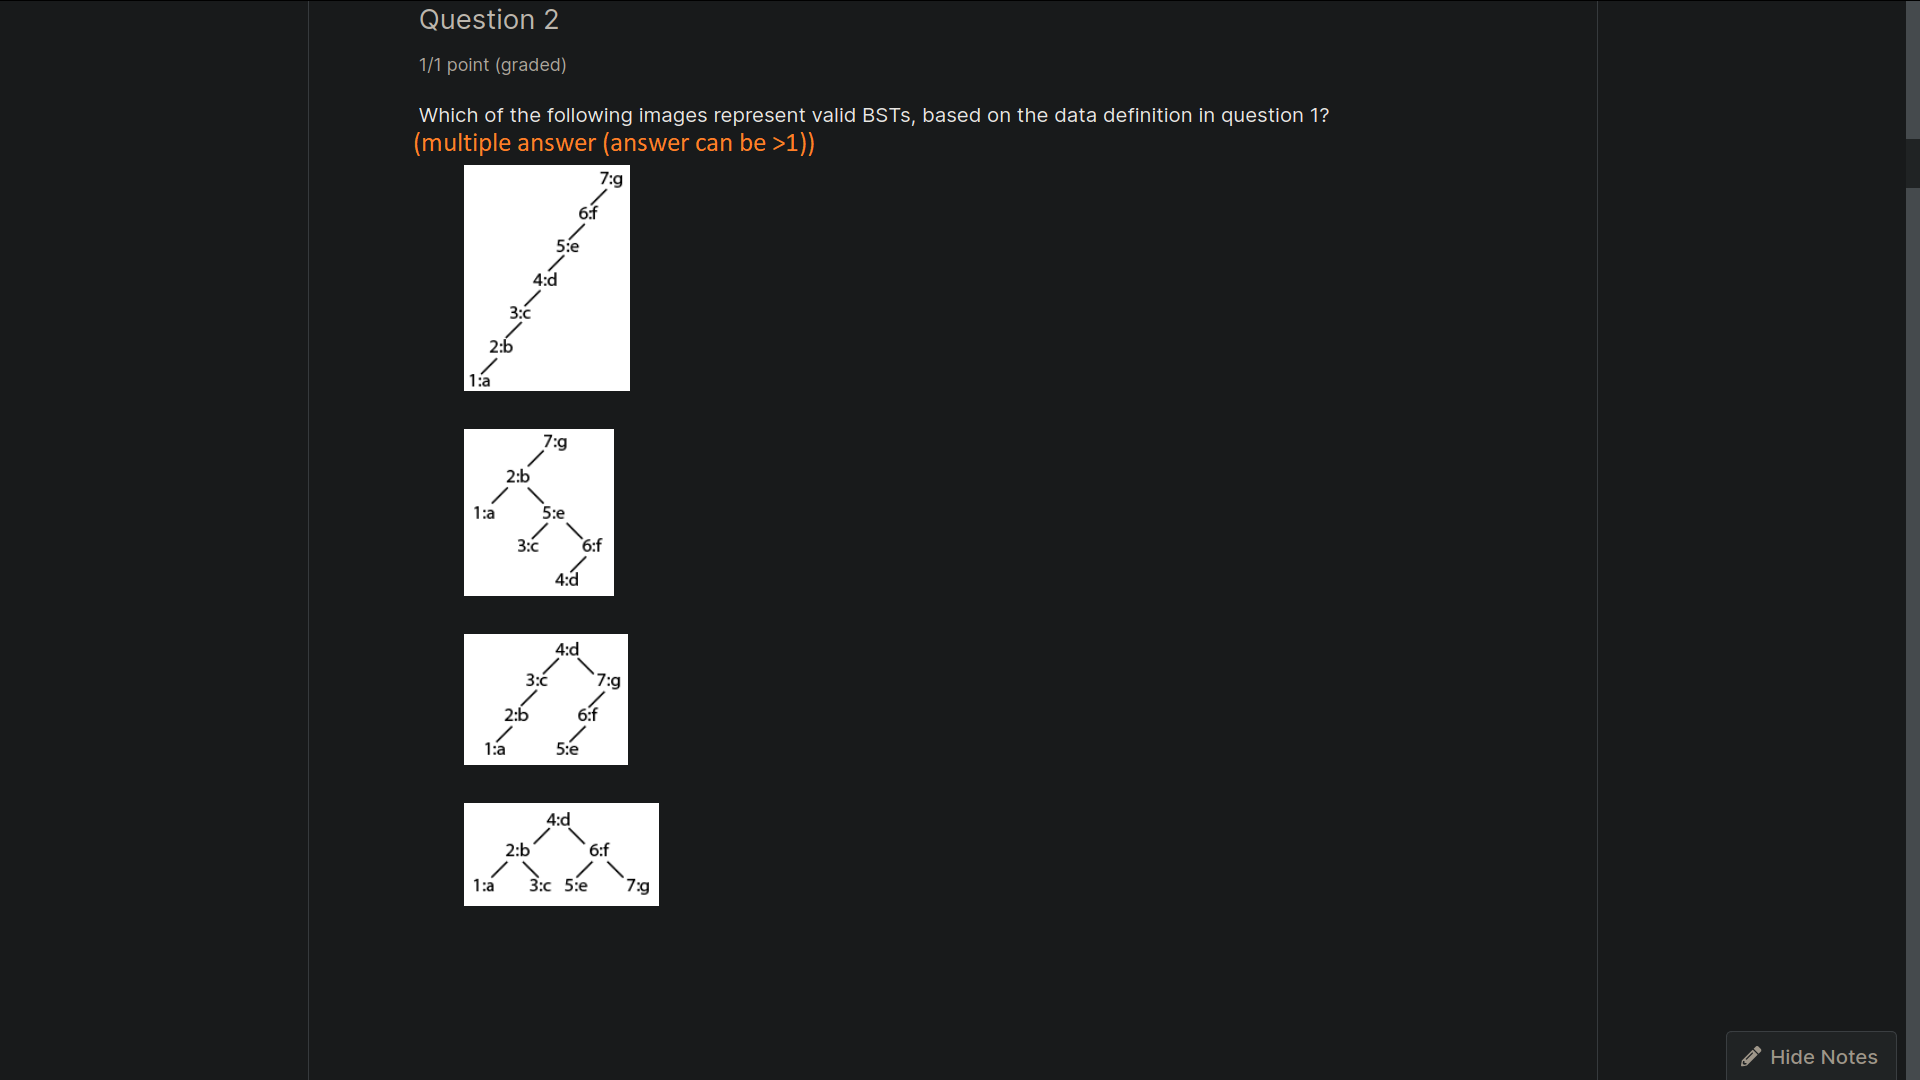 Question 2
1/1 point (graded)
Which of the following images represent valid BSTs, based on the data definition in question 1?
(multiple answer (answer can be >1))
7:g
6:f
5:e
4:d
3:c
2:b
1:a
7:g
2:b
1:a 5:e
3:c 6:f
4:d
4:d
3:c 7:g
2:b 6:f
1:a 5:e
4:d
2:b 6:f
1:a 3:c 5:e 7:g
Hide Notes